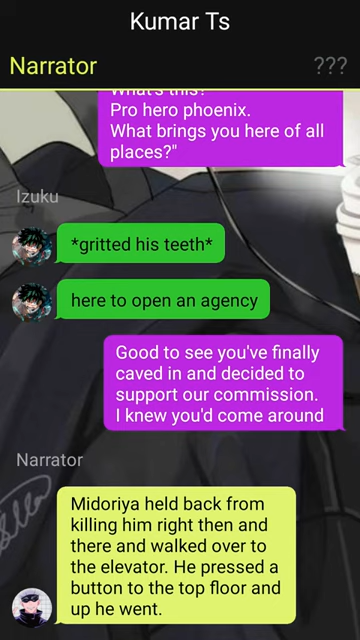 Kumar Ts
Narrator
???
What's this?
Pro hero phoenix.
What brings you here of all
places?"
Izuku
*gritted his teeth*
here to open an agency
Good to see you've finally
caved in and decided to
support our commission.
I knew you'd come around
Narrator
Midoriya held back from
killing him right then and
there and walked over to
the elevator. He pressed a
button to the top floor and
up he went.